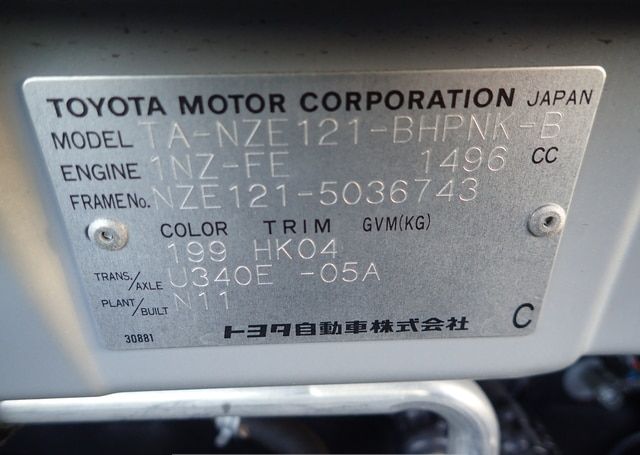 TOYOTA MOTOR CORPORATION JAPAN
MODEL TA-NZE121-BHPNK-B
ENGINE 1NZ-FE 1496 CC
FRAME No. NZE121-5036743
COLOR TRIM GVM(KG)
199 HK04
TRANS./AXLE U340E -05A
PLANT/BUILT N11
30881 トヨタ自動車株式会社 C